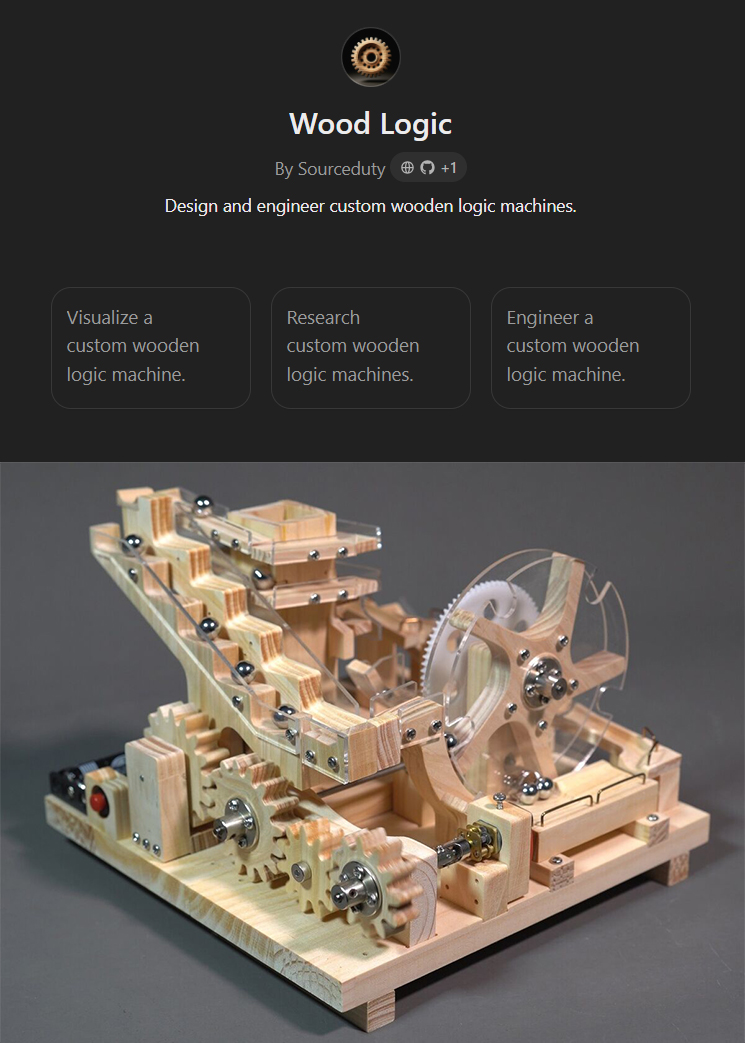 Wood Logic
By Sourceduty +1
Design and engineer custom wooden logic machines.
Visualize a
custom wooden
logic machine.
Research
custom wooden
logic machines.
Engineer a
custom wooden
logic machine.